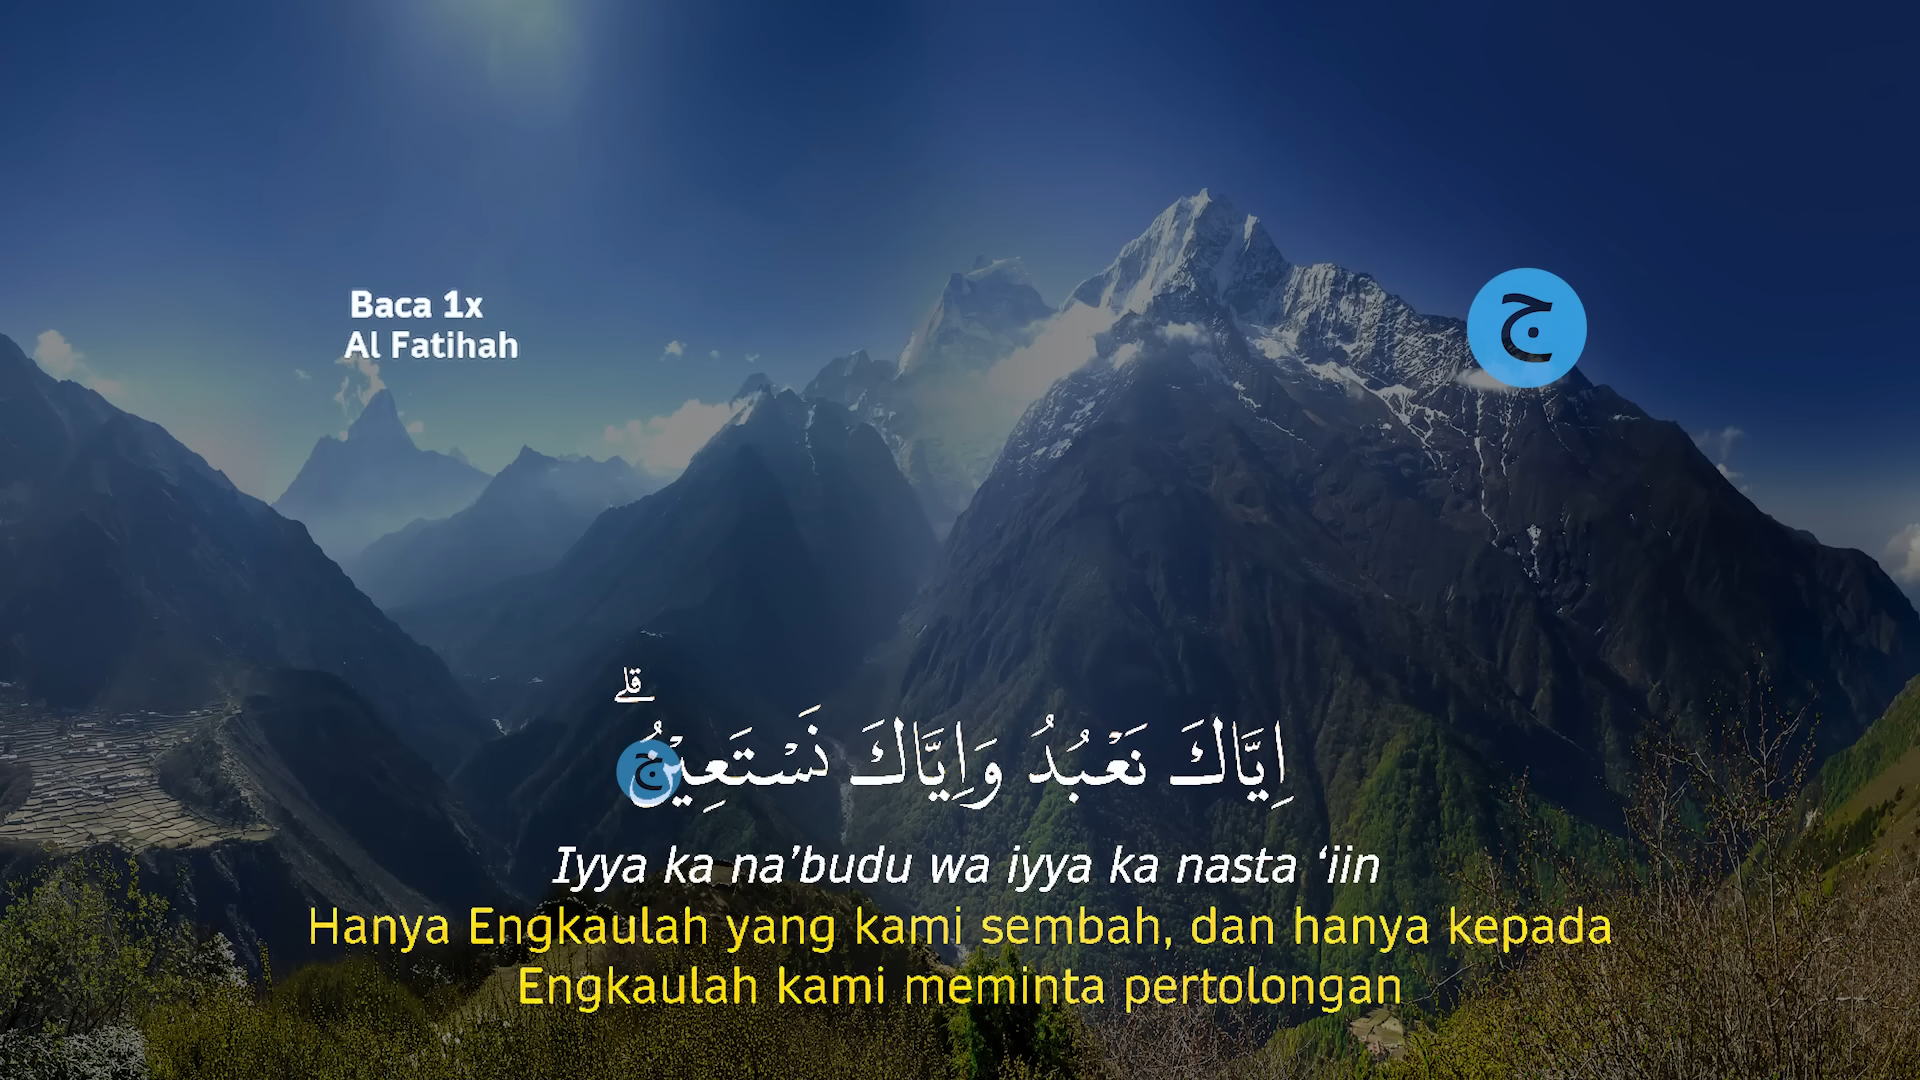 Baca 1x
Al Fatihah
ج
اِيَّاكَ نَعْبُدُ وَاِيَّاكَ نَسْتَعِيْنُۗ
ج
Iyya ka na’budu wa iyya ka nasta ‘iin
Hanya Engkaulah yang kami sembah, dan hanya kepada
Engkaulah kami meminta pertolongan